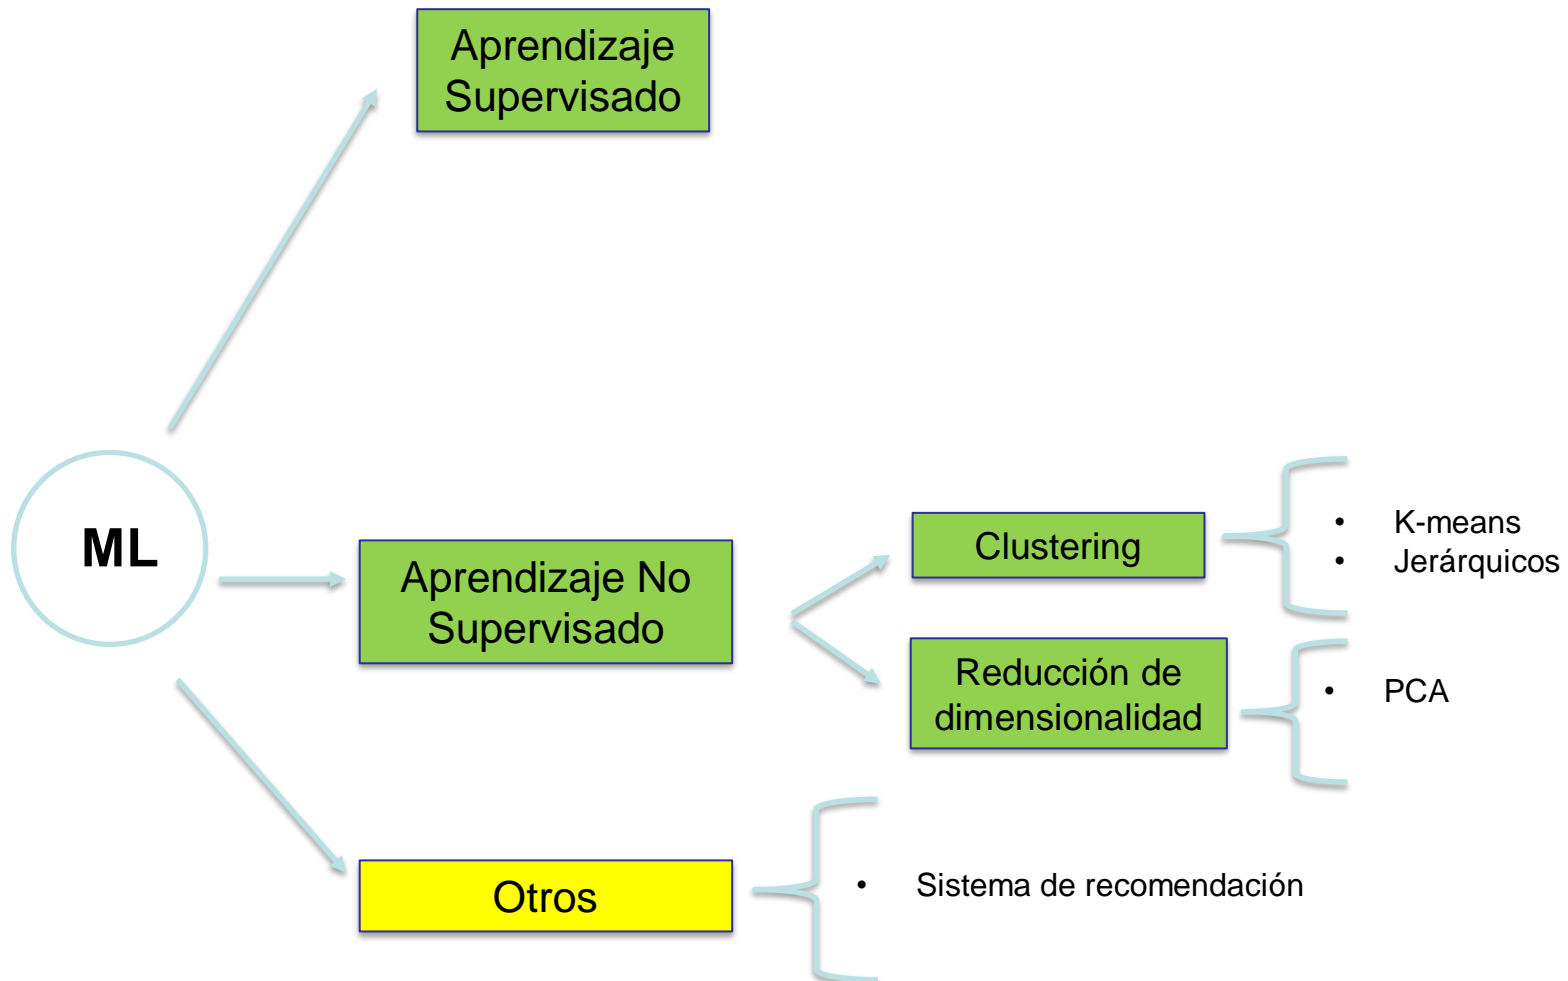 Aprendizaje
Supervisado
ML
Aprendizaje No
Supervisado
Clustering
• K-means
• Jerárquicos
Reducción de
dimensionalidad
• PCA
Otros
• Sistema de recomendación